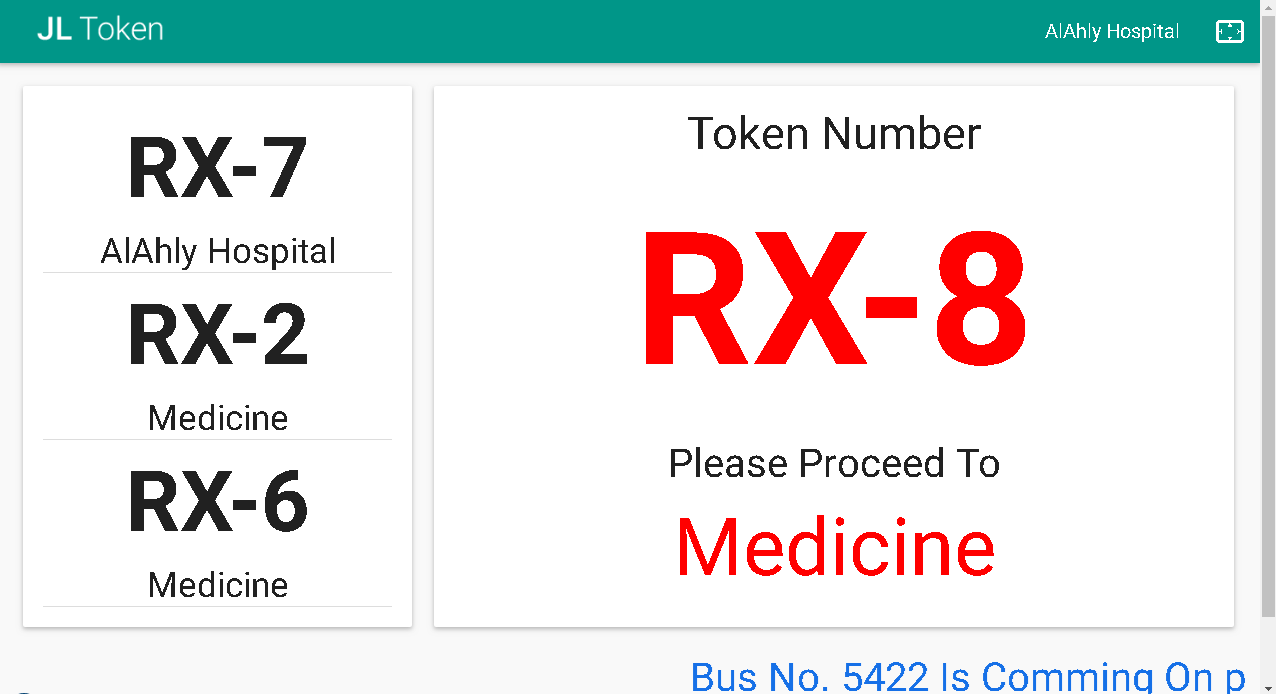 JL Token
AlAhly Hospital
RX-7
AlAhly Hospital
RX-2
Medicine
RX-6
Medicine
Token Number
RX-8
Please Proceed To
Medicine
Bus No. 5422 Is Comming On p